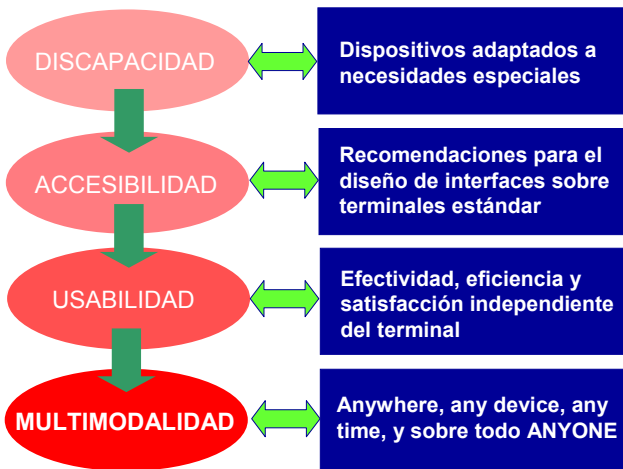 DISCAPACIDAD
Dispositivos adaptados a
necesidades especiales
ACCESIBILIDAD
Recomendaciones para el
diseño de interfaces sobre
terminales estándar
USABILIDAD
Efectividad, eficiencia y
satisfacción independiente
del terminal
MULTIMODALIDAD
Anywhere, any device, any
time, y sobre todo ANYONE